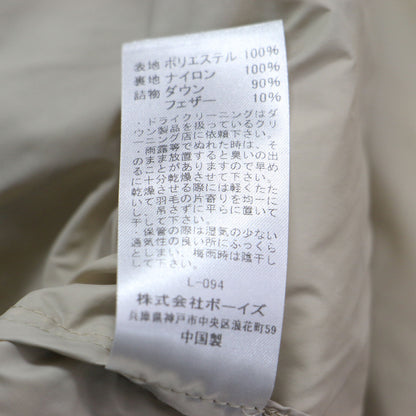 表地 ポリエステル 100%
裏地 ナイロン 100%
詰物 ダウン 90%
フェザー 10%
・ドライクリーニングはダ
ウン製品を扱っているクリ
ーニング店に依頼下さい。
・雨露等でぬれた時は、そ
のまま放置すると臭いの出
ることがありますので早め
に十分乾燥させて下さい。
乾燥させる際には軽くたた
いて羽毛の片寄りを均一に
し、吊さずに平らに置いて
干して下さい。
・保管の際は湿気の少ない
通気性の良い所にふっくら
としまい、梅雨時は陰干し
して下さい。
L-094
株式会社ボーイズ
兵庫県神戸市中央区浪花町59
中国製